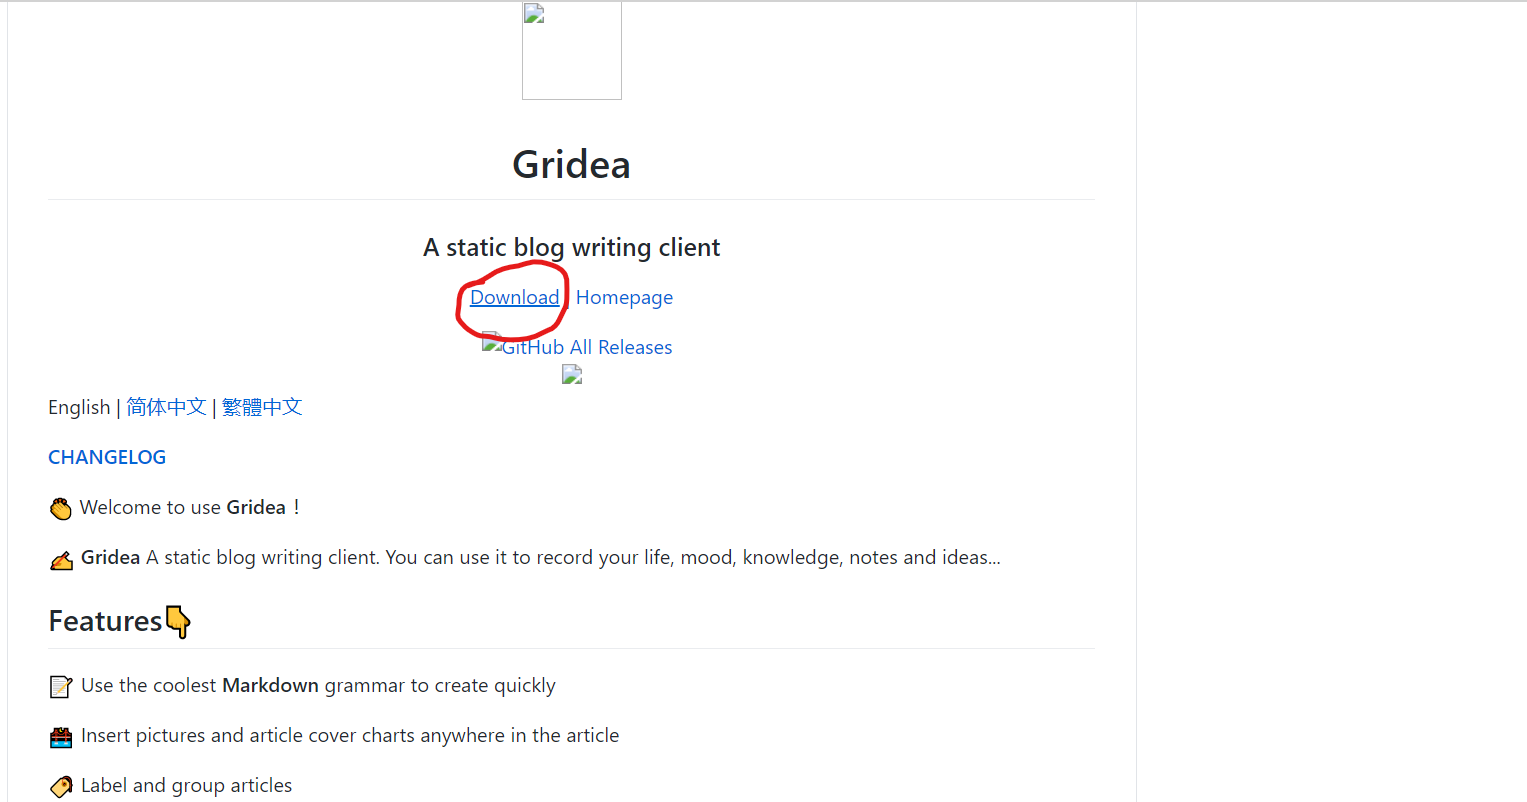 Gridea
A static blog writing client
Download | Homepage
GitHub All Releases
English | 简体中文 | 繁體中文
CHANGELOG
👏 Welcome to use Gridea！
✍️ Gridea A static blog writing client. You can use it to record your life, mood, knowledge, notes and ideas...
Features👇
📝 Use the coolest Markdown grammar to create quickly
🌉 Insert pictures and article cover charts anywhere in the article
🏷️ Label and group articles